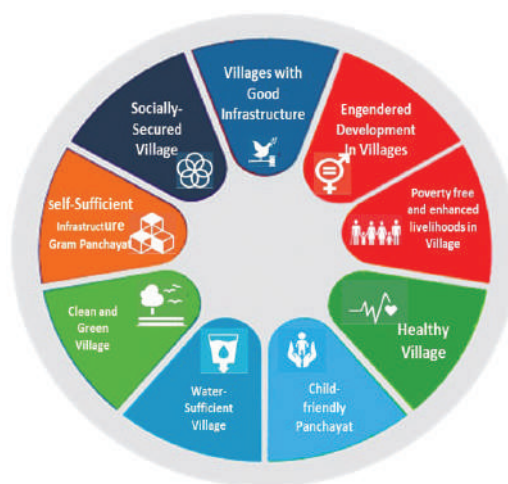 Villages with
Good
Infrastructure
Engendered
Development
In Villages
Poverty free
and enhanced
livelihoods in
Village
Healthy
Village
Child-
friendly
Panchayat
Water-
Sufficient
Village
Clean and
Green
Village
self-Sufficient
Infrastructure
Gram Panchayat
Socially-
Secured
Village